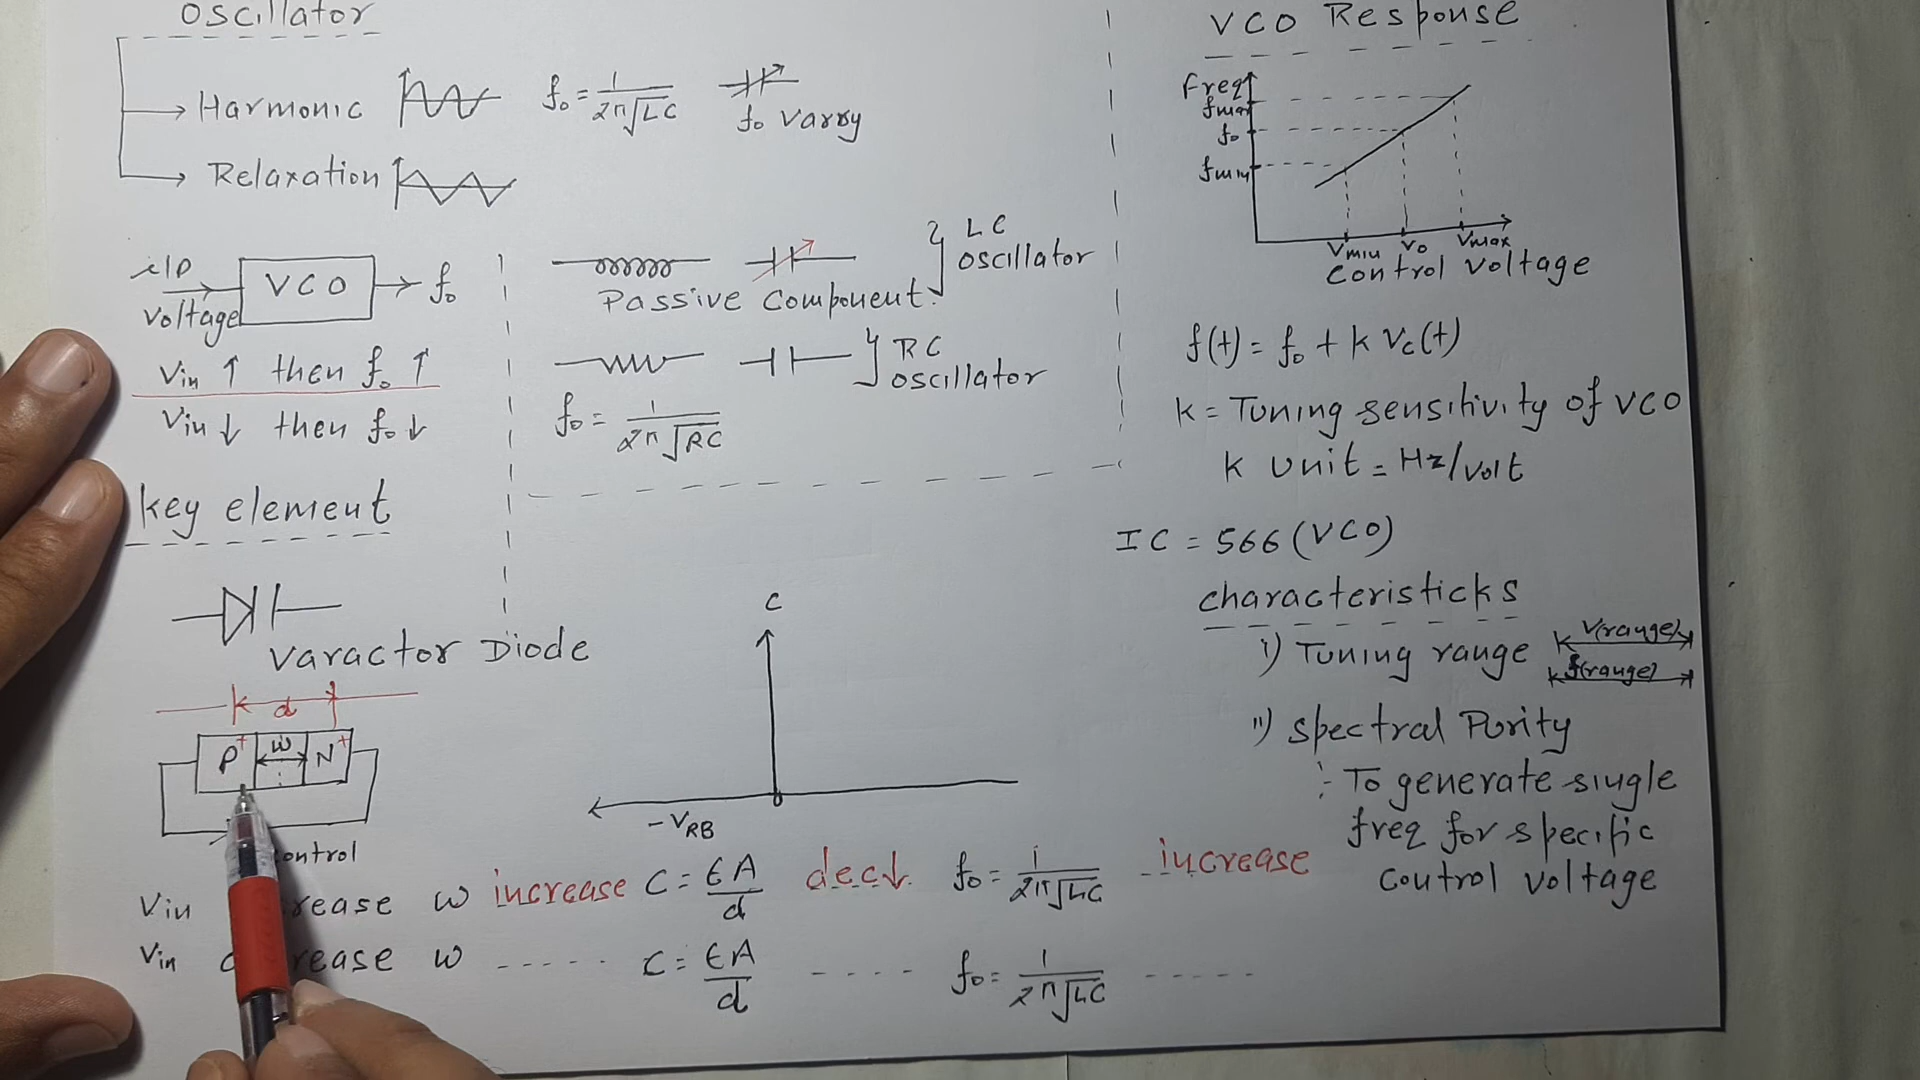 Oscillator
Harmonic
f₀ = 1/2π√LC
f₀ varry
Relaxation
i/p
voltage
VCO
f₀
Vin ↑ then f₀ ↑
Vin ↓ then f₀ ↓
LC
oscillator
Passive component
RC
oscillator
f₀ = 1/2π√RC
key element
Varactor Diode
d
P+ W N+
control
C
-VRB
Vin W increase C = ϵA/d dec↓ f₀ = 1/2π√LC increase
Vin W ----- C = ϵA/d ---- f₀ = 1/2π√LC -----
VCO Response
Freq
fmax
f₀
fmin
Vmin V₀ Vmax
control voltage
f(t) = f₀ + k Vc(t)
k = Tuning sensitivity of VCO
k unit = Hz/volt
IC = 566 (VCO)
characteristicks
i) Tuning range
V(range)
f(range)
ii) Spectral Purity
:- To generate single
freq for specific
control voltage